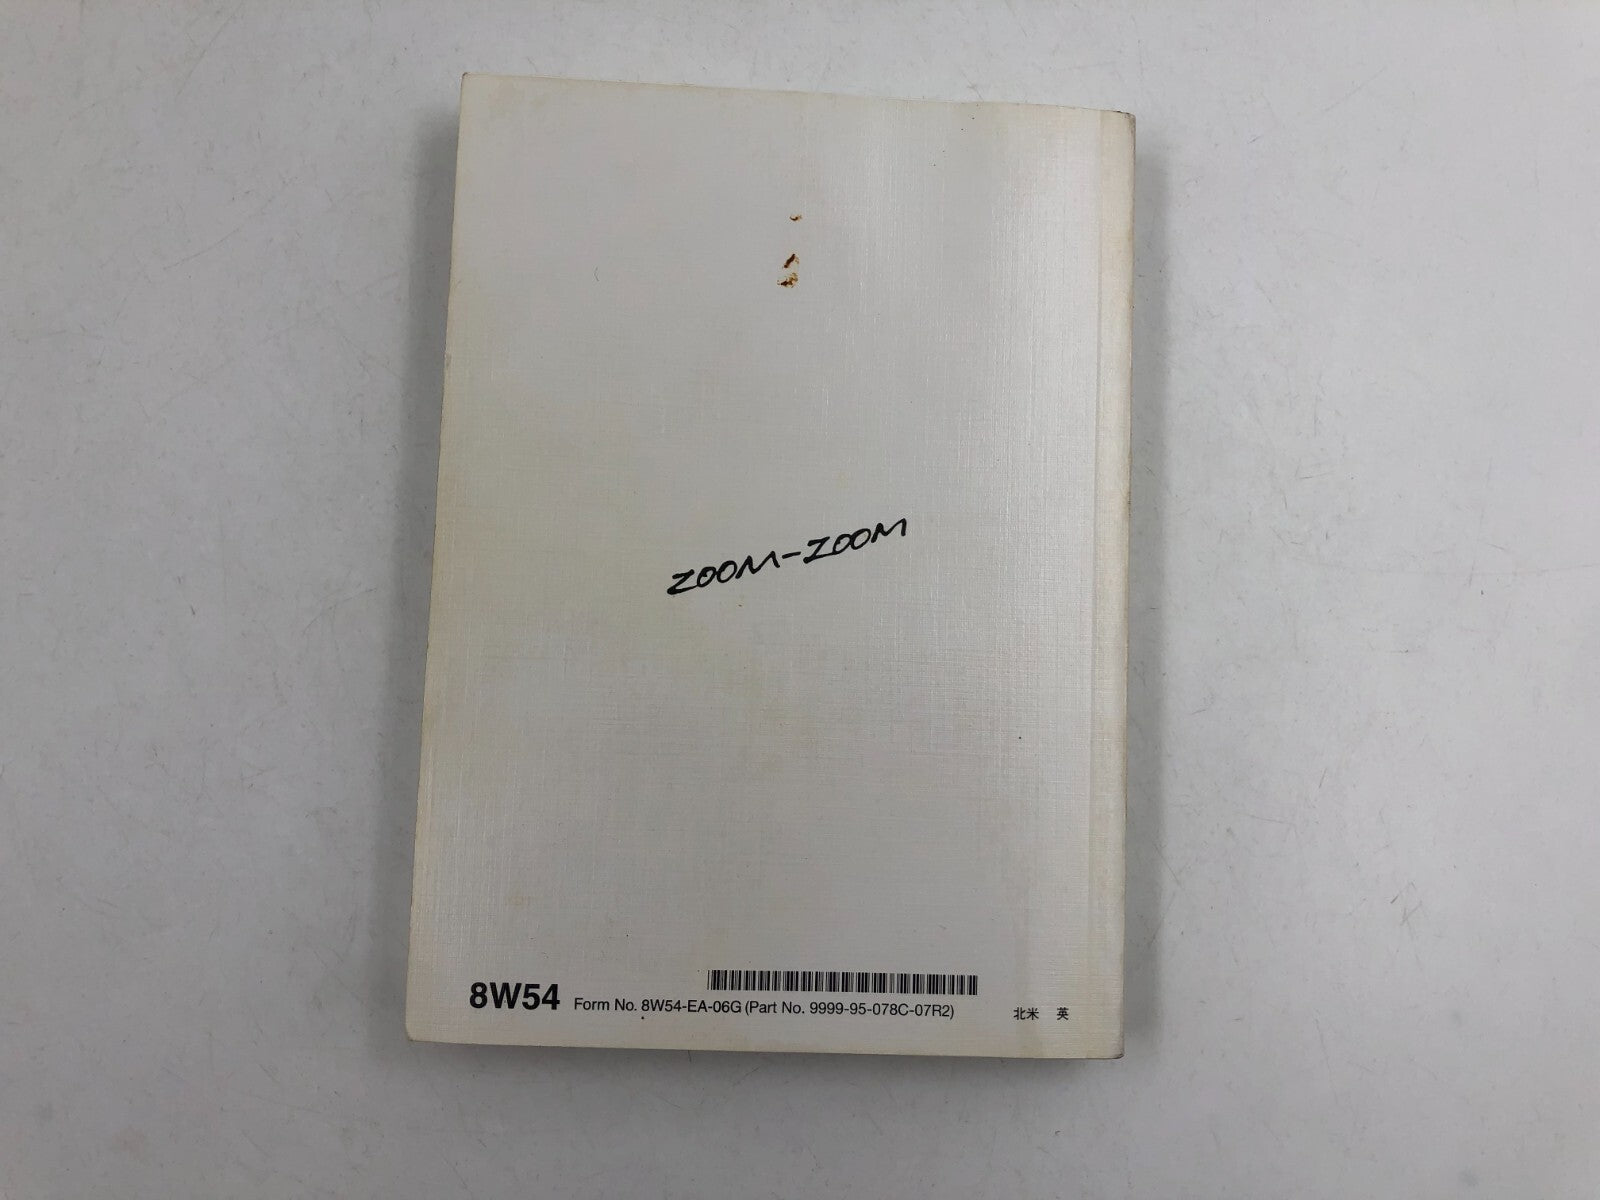 ZOOM-ZOOM
8W54 Form No. 8W54-EA-06G (Part No. 9999-95-078C-07R2) 北米 英